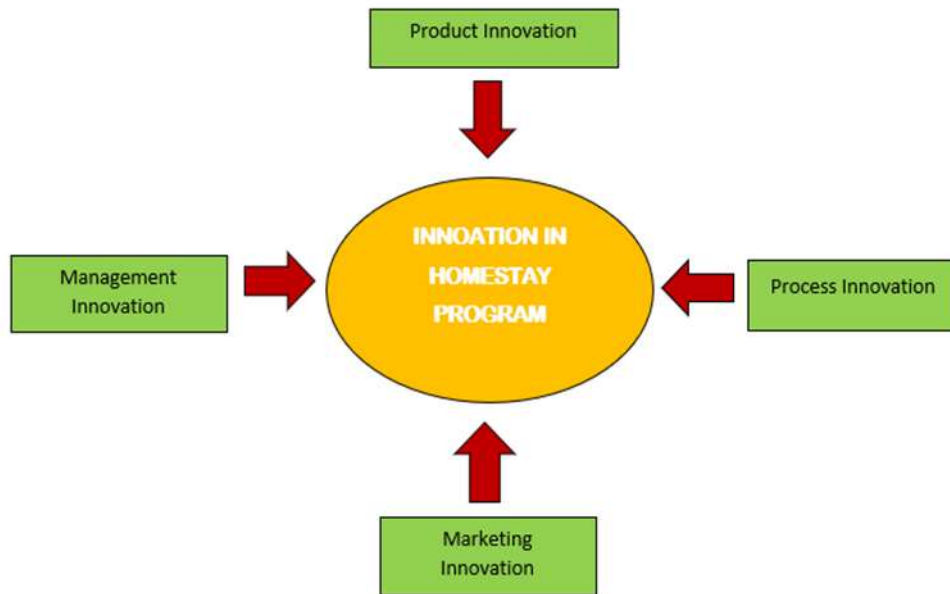 Product Innovation
INNOATION IN
HOMESTAY
PROGRAM
Management
Innovation
Process Innovation
Marketing
Innovation